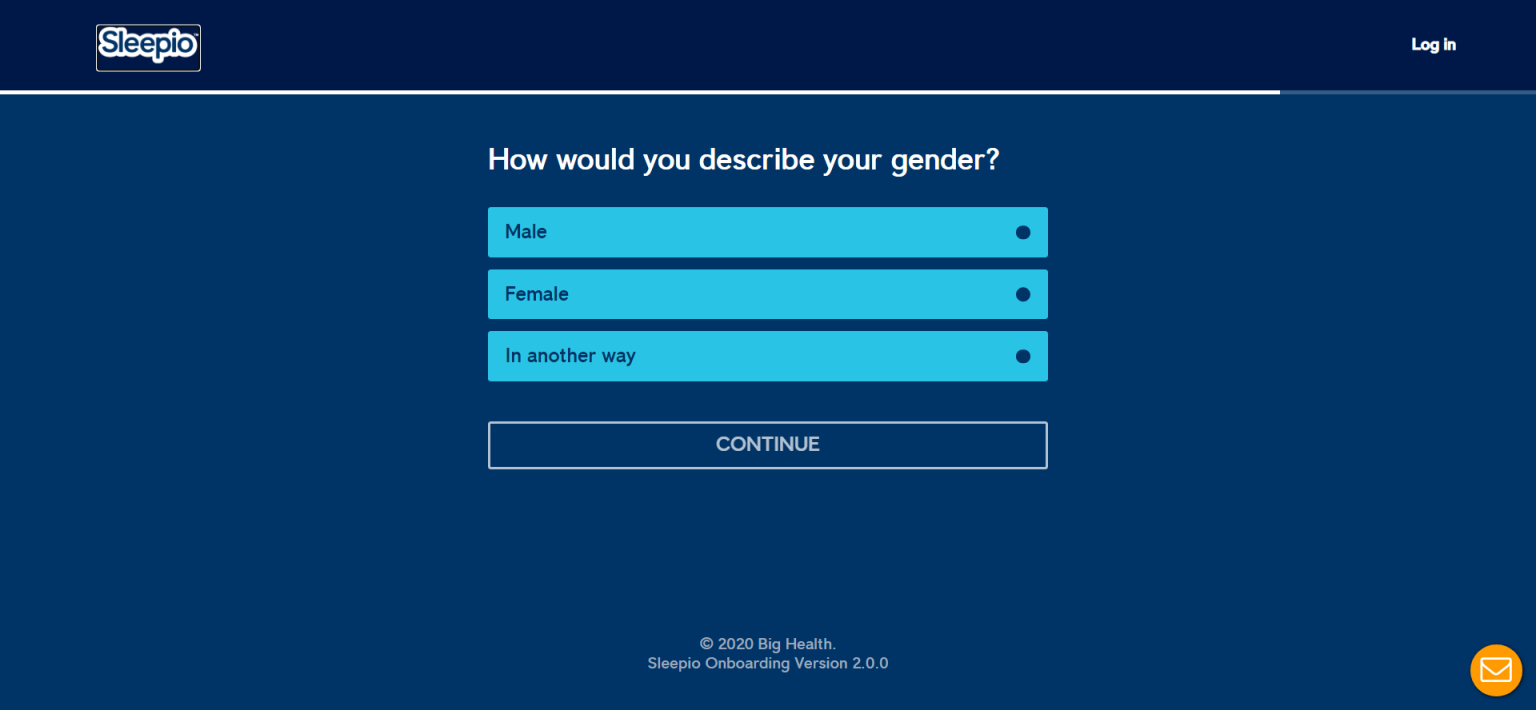 Sleepio™
Log in
How would you describe your gender?
Male
Female
In another way
CONTINUE
© 2020 Big Health.
Sleepio Onboarding Version 2.0.0